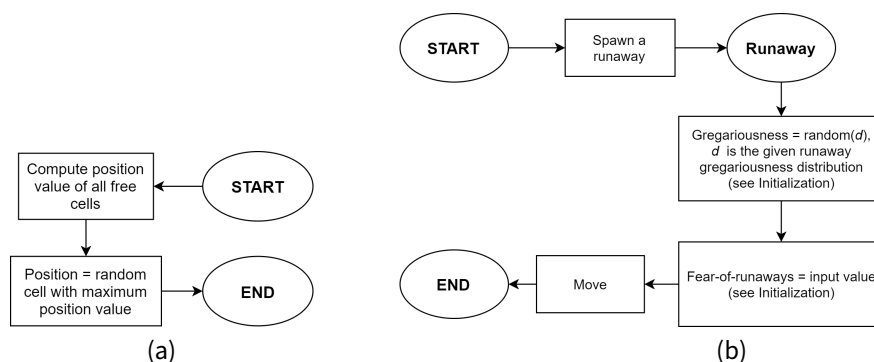 START
Compute position
value of all free
cells
Position = random
cell with maximum
position value
END
(a)
START
Spawn a
runaway
Runaway
Gregariousness = random(d),
d is the given runaway
gregariousness distribution
(see Initialization)
Fear-of-runaways = input value
(see Initialization)
Move
END
(b)